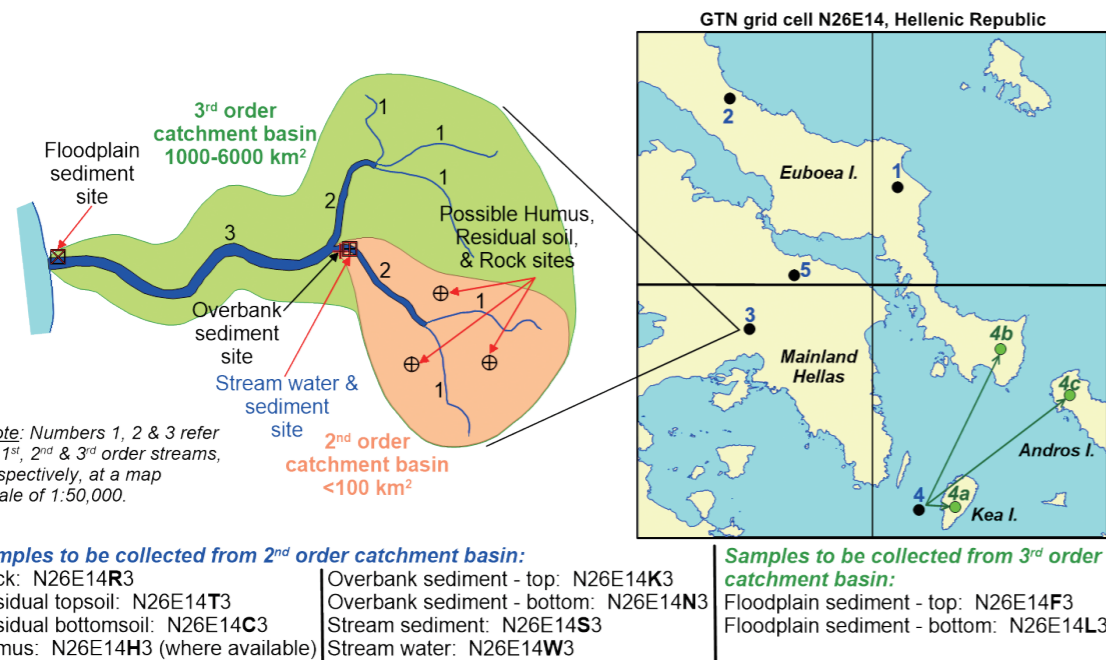 GTN grid cell N26E14, Hellenic Republic
3rd order
catchment basin
1000-6000 km²
Floodplain
sediment
site
1
1
1
2
3
Possible Humus,
Residual soil,
& Rock sites
2
1
1
Overbank
sediment
site
Stream water &
sediment
site
2nd order
catchment basin
<100 km²
ote: Numbers 1, 2 & 3 refer
1st, 2nd & 3rd order streams,
spectively, at a map
cale of 1:50,000.
2
Euboea I.
1
5
3
Mainland
Hellas
4b
4c
Andros I.
4
4a
Kea I.
mples to be collected from 2nd order catchment basin:
ck: N26E14R3
sidual topsoil: N26E14T3
sidual bottomsoil: N26E14C3
mus: N26E14H3 (where available)
Overbank sediment - top: N26E14K3
Overbank sediment - bottom: N26E14N3
Stream sediment: N26E14S3
Stream water: N26E14W3
Samples to be collected from 3rd order
catchment basin:
Floodplain sediment - top: N26E14F3
Floodplain sediment - bottom: N26E14L3